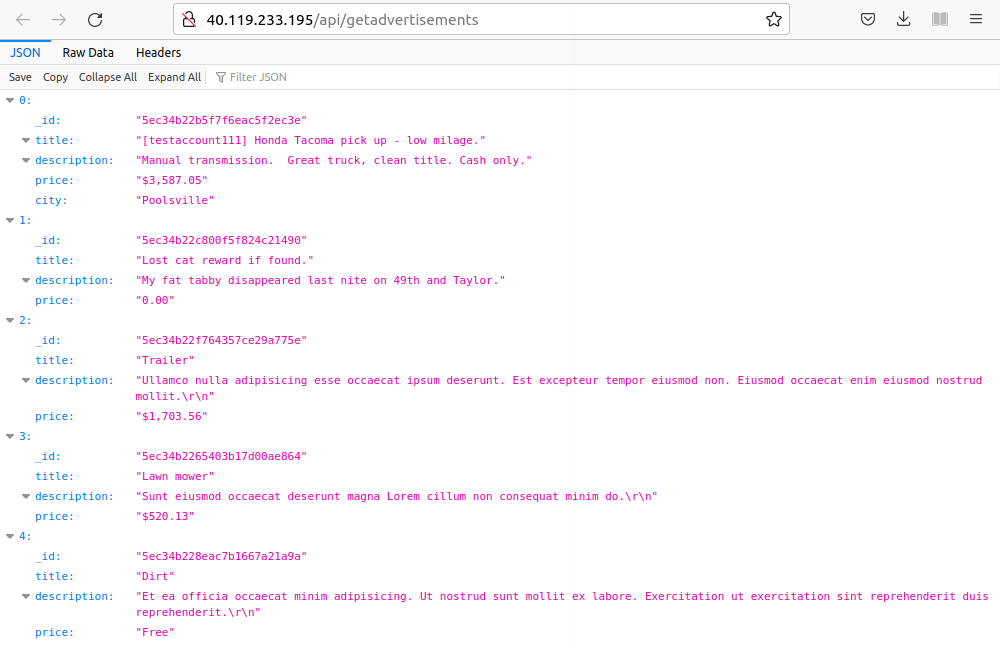 40.119.233.195/api/getadvertisements
JSON Raw Data Headers
Save Copy Collapse All Expand All Filter JSON
0:
_id: "5ec34b22b5f7f6eac5f2ec3e"
title: "[testaccount111] Honda Tacoma pick up - low milage."
description: "Manual transmission.  Great truck, clean title. Cash only."
price: "$3,587.05"
city: "Poolsville"
1:
_id: "5ec34b22c800f5f824c21490"
title: "Lost cat reward if found."
description: "My fat tabby disappeared last nite on 49th and Taylor."
price: "0.00"
2:
_id: "5ec34b22f764357ce29a775e"
title: "Trailer"
description: "Ullamco nulla adipisicing esse occaecat ipsum deserunt. Est excepteur tempor eiusmod non. Eiusmod occaecat enim eiusmod nostrud
mollit.\r\n"
price: "$1,703.56"
3:
_id: "5ec34b2265403b17d00ae864"
title: "Lawn mower"
description: "Sunt eiusmod occaecat deserunt magna Lorem cillum non consequat minim do.\r\n"
price: "$520.13"
4:
_id: "5ec34b228eac7b1667a21a9a"
title: "Dirt"
description: "Et ea officia occaecat minim adipisicing. Ut nostrud sunt mollit ex labore. Exercitation ut exercitation sint reprehenderit duis
reprehenderit.\r\n"
price: "Free"